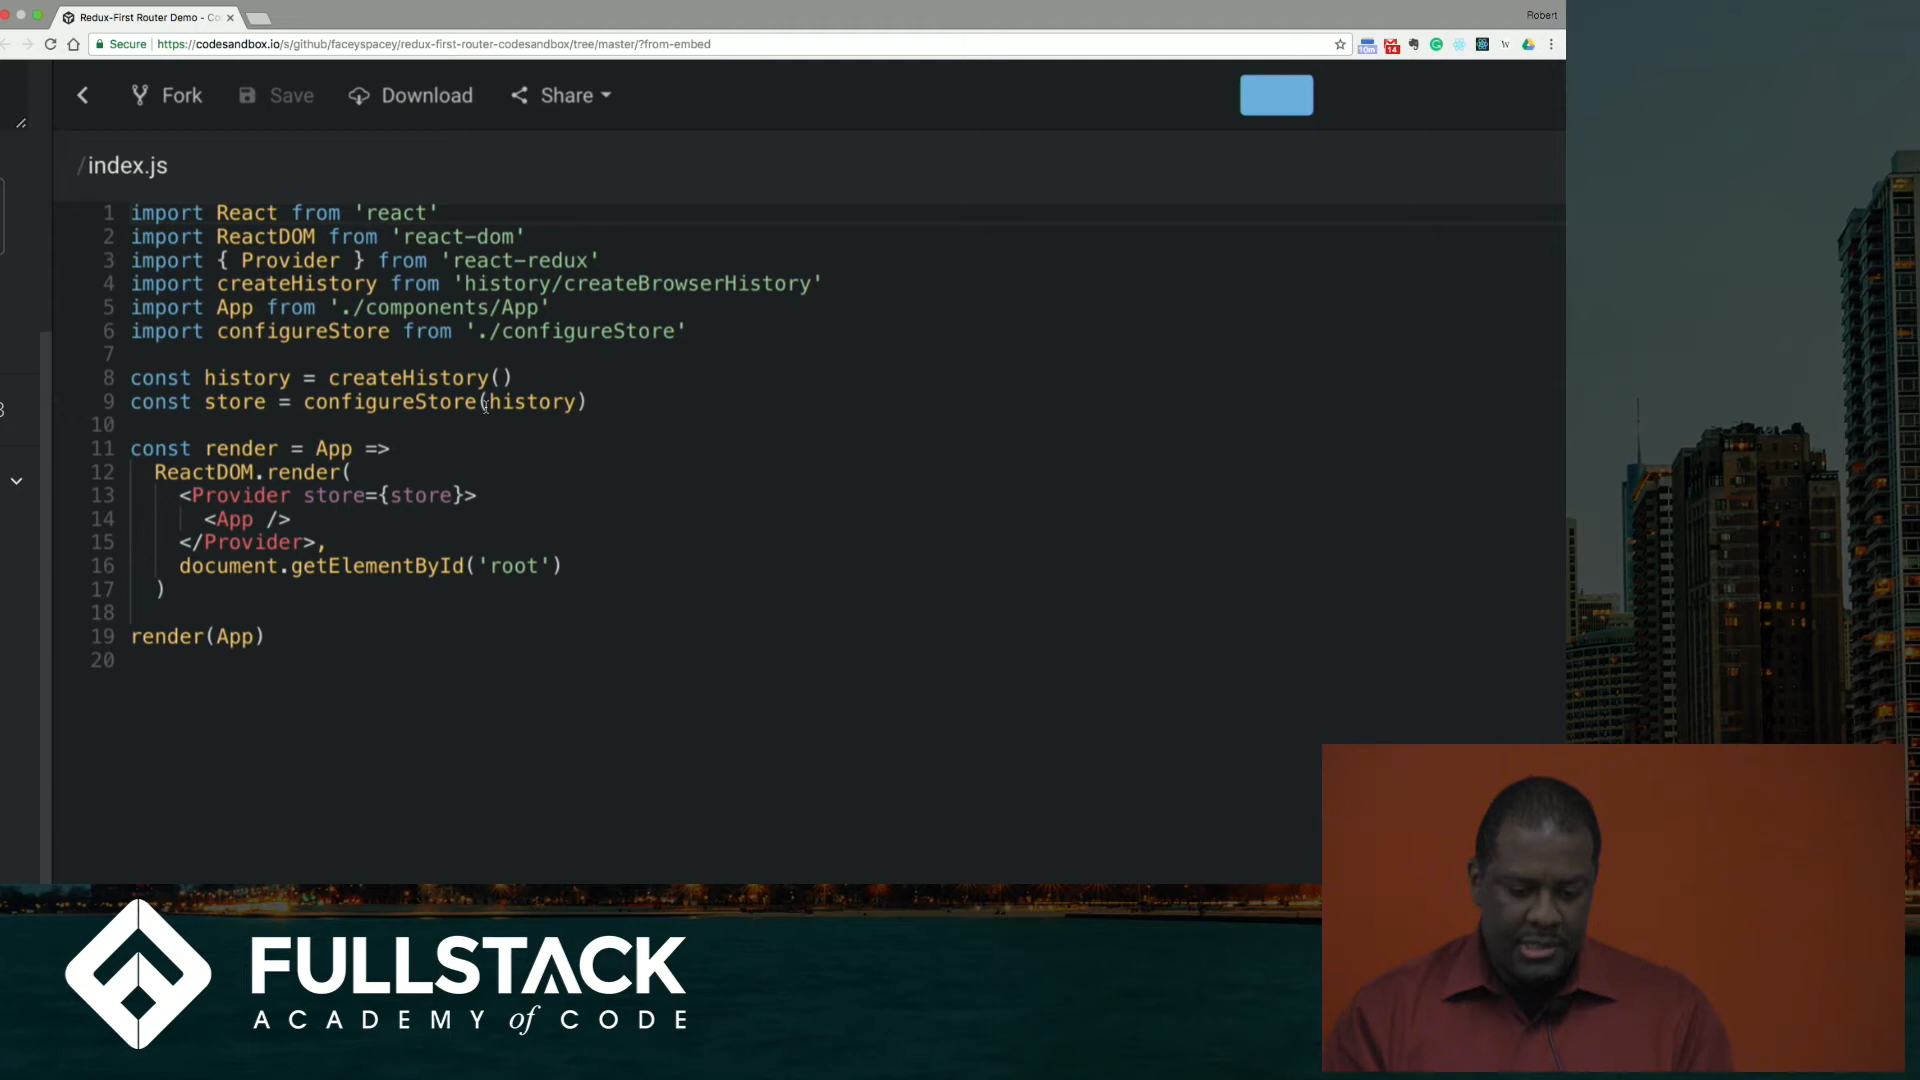 Redux-First Router Demo - Co
Robert
Secure
https://codesandbox.io/s/github/faceyspacey/redux-first-router-codesandbox/tree/master/?from-embed
10m
14
W
Fork
Save
Download
Share
/index.js
1 import React from 'react'
2 import ReactDOM from 'react-dom'
3 import { Provider } from 'react-redux'
4 import createHistory from 'history/createBrowserHistory'
5 import App from './components/App'
6 import configureStore from './configureStore'
7
8 const history = createHistory()
9 const store = configureStore(history)
10
11 const render = App =>
12 ReactDOM.render(
13 <Provider store={store}>
14 <App />
15 </Provider>,
16 document.getElementById('root')
17 )
18
19 render(App)
20
3
FULLSTACK
ACADEMY of CODE